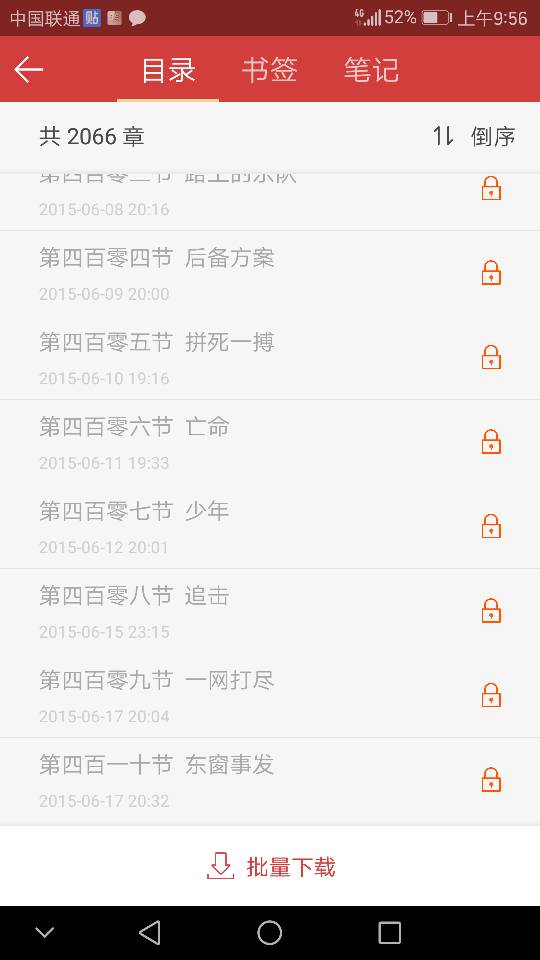 中国联通 贴 4G 52% 上午9:56
目录 书签 笔记
共 2066 章 倒序
2015-06-08 20:16
第四百零四节 后备方案
2015-06-09 20:00
第四百零五节 拼死一搏
2015-06-10 19:16
第四百零六节 亡命
2015-06-11 19:33
第四百零七节 少年
2015-06-12 20:01
第四百零八节 追击
2015-06-15 23:15
第四百零九节 一网打尽
2015-06-17 20:04
第四百一十节 东窗事发
2015-06-17 20:32
批量下载